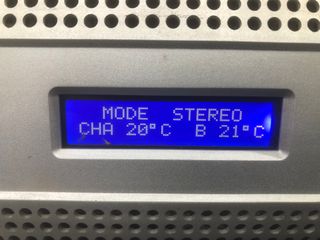 MODE STEREO
CHA 20°C B 21°C